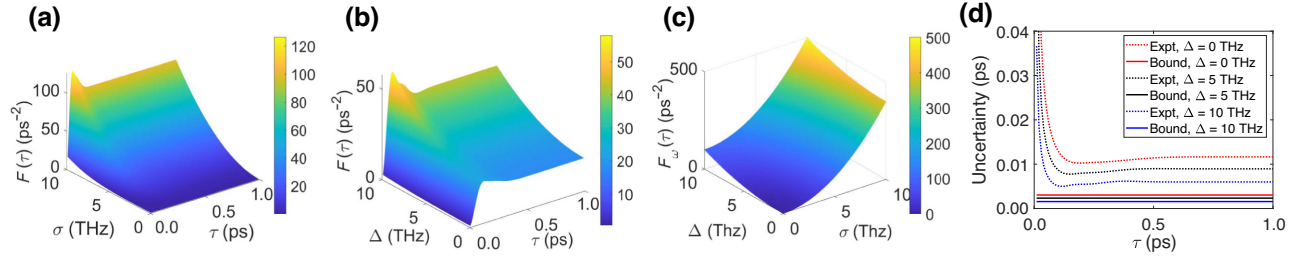 (a)
F (τ) (ps⁻²)
100
50
0
10
5
0
σ (THz)
0.0
0.5
1.0
τ (ps)
120
100
80
60
40
20
(b)
F (τ) (ps⁻²)
50
0
10
5
0
Δ (THz)
0.0
0.5
1.0
τ (ps)
50
40
30
20
10
(c)
F_ω (τ) (ps⁻²)
500
0
10
5
0
Δ (Thz)
0
5
10
σ (Thz)
500
400
300
200
100
0
(d)
Uncertainty (ps)
0.04
0.03
0.02
0.01
0.00
0.0
0.5
1.0
τ (ps)
Expt, Δ = 0 THz
Bound, Δ = 0 THz
Expt, Δ = 5 THz
Bound, Δ = 5 THz
Expt, Δ = 10 THz
Bound, Δ = 10 THz